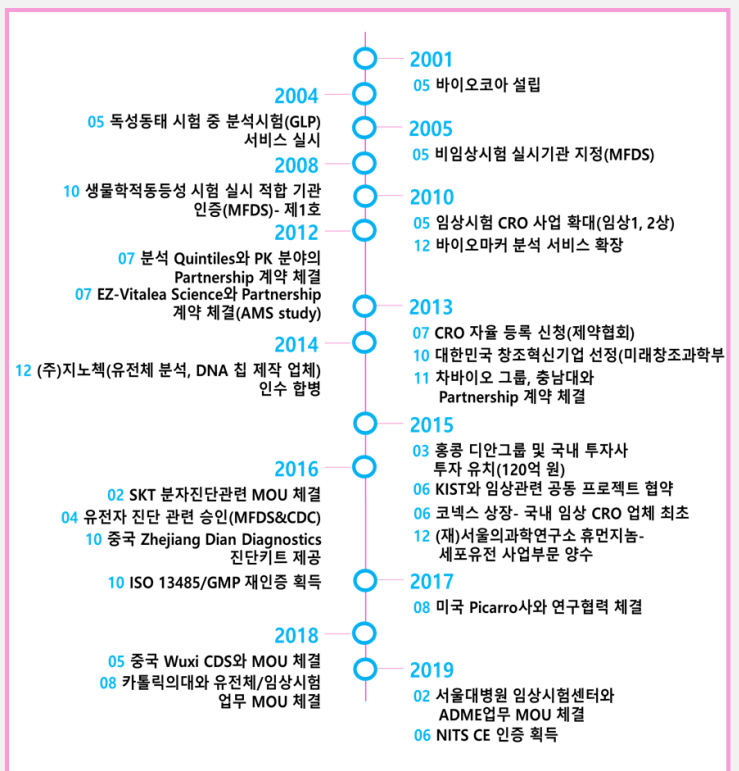 2001
05 바이오코아 설립
2004
05 독성동태 시험 중 분석시험(GLP)
서비스 실시
2005
05 비임상시험 실시기관 지정(MFDS)
2008
10 생물학적동등성 시험 실시 적합 기관
인증(MFDS)- 제1호
2010
05 임상시험 CRO 사업 확대(임상1, 2상)
12 바이오마커 분석 서비스 확장
2012
07 분석 Quintiles와 PK 분야의
Partnership 계약 체결
07 EZ-Vitalea Science와 Partnership
계약 체결(AMS study)
2013
07 CRO 자율 등록 신청(제약협회)
10 대한민국 창조혁신기업 선정(미래창조과학부
11 차바이오 그룹, 충남대와
Partnership 계약 체결
2014
12 (주)지노첵(유전체 분석, DNA 칩 제작 업체)
인수 합병
2015
03 홍콩 디안그룹 및 국내 투자사
투자 유치(120억 원)
06 KIST와 임상관련 공동 프로젝트 협약
06 코넥스 상장- 국내 임상 CRO 업체 최초
12 (재)서울의과학연구소 휴먼지놈-
세포유전 사업부문 양수
2016
02 SKT 분자진단관련 MOU 체결
04 유전자 진단 관련 승인(MFDS&CDC)
10 중국 Zhejiang Dian Diagnostics
진단키트 제공
10 ISO 13485/GMP 재인증 획득
2017
08 미국 Picarro사와 연구협력 체결
2018
05 중국 Wuxi CDS와 MOU 체결
08 카톨릭의대와 유전체/임상시험
업무 MOU 체결
2019
02 서울대병원 임상시험센터와
ADME업무 MOU 체결
06 NITS CE 인증 획득